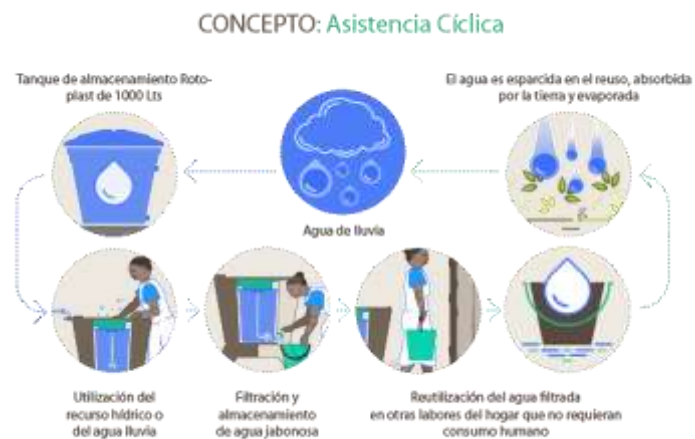 CONCEPTO: Asistencia Cíclica
Tanque de almacenamiento Roto-
plast de 1000 Lts
El agua es esparcida en el reuso, absorbida
por la tierra y evaporada
Agua de lluvia
Utilización del
recurso hídrico o
del agua lluvia
Filtración y
almacenamiento
de agua jabonosa
Reutilización del agua filtrada
en otras labores del hogar que no requieran
consumo humano